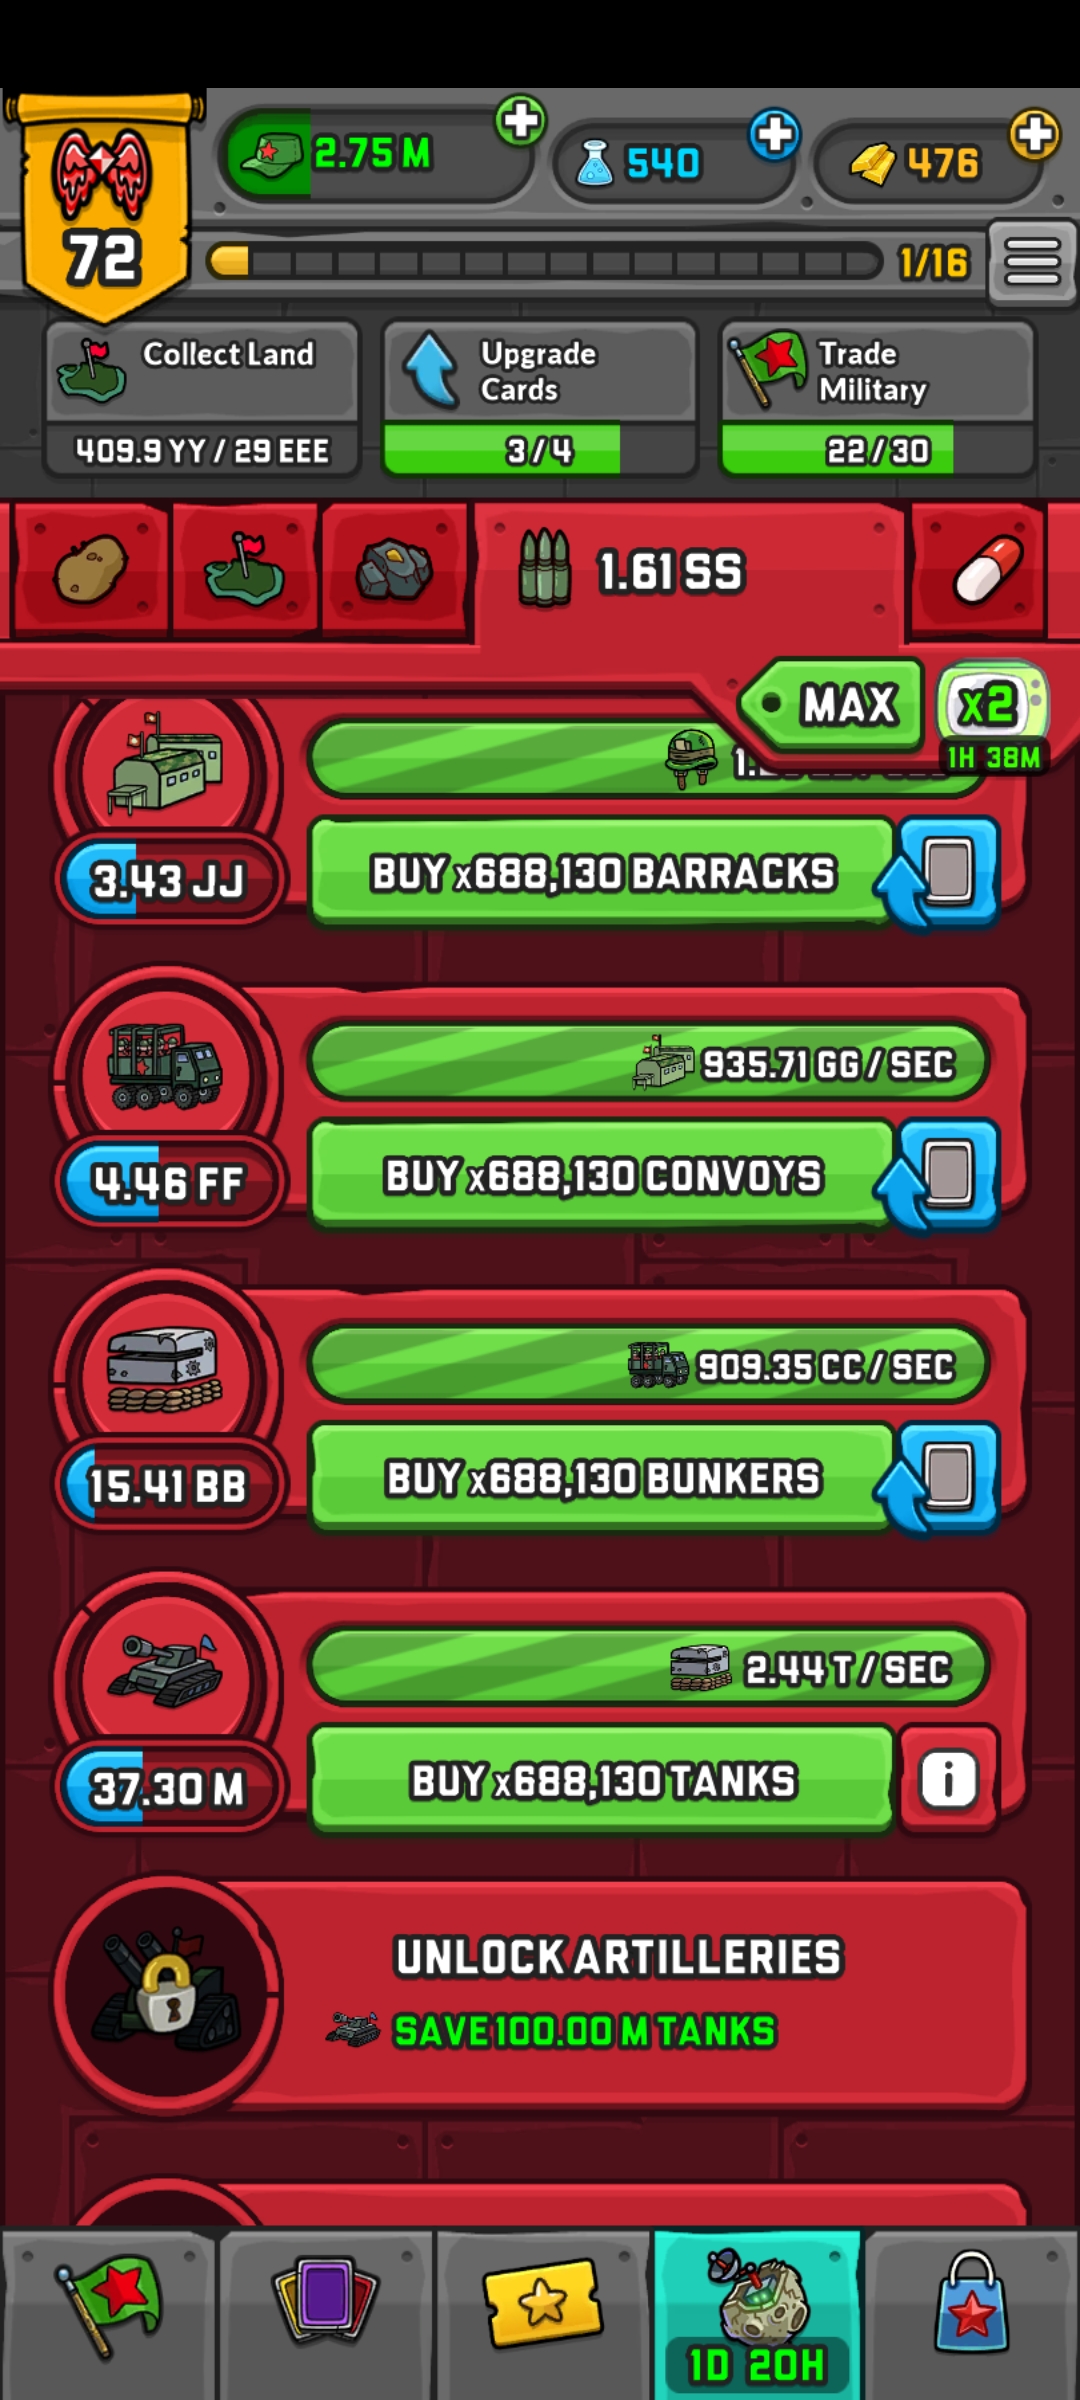 2.75 M
540
476
72
1/16
Collect Land
409.9 YY / 29 EEE
Upgrade
Cards
3/4
Trade
Military
22/30
1.61 SS
MAX
x2
1H 38M
3.43 JJ
BUY x688,130 BARRACKS
935.71 GG / SEC
4.46 FF
BUY x688,130 CONVOYS
909.35 CC / SEC
15.41 BB
BUY x688,130 BUNKERS
2.44 T / SEC
37.30 M
BUY x688,130 TANKS
i
UNLOCK ARTILLERIES
SAVE 100.00 M TANKS
1D 20H